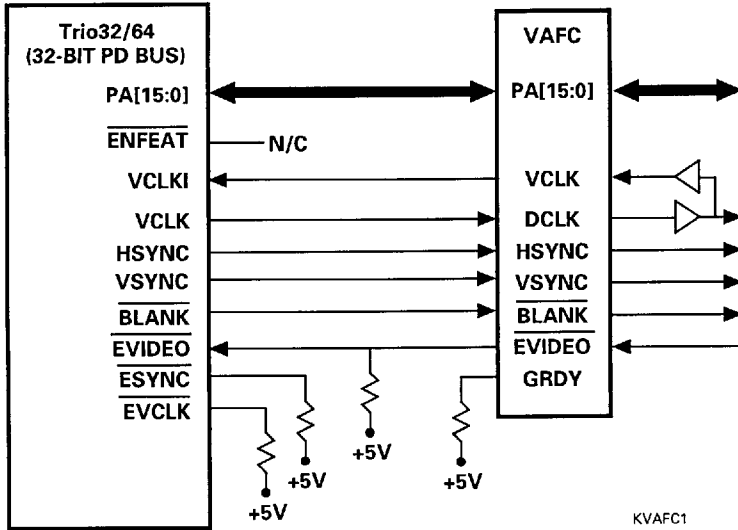 Trio32/64
(32-BIT PD BUS)
PA[15:0]
ENFEAT
N/C
VCLKI
VCLK
HSYNC
VSYNC
BLANK
EVIDEO
ESYNC
EVCLK
VAFC
PA[15:0]
VCLK
DCLK
HSYNC
VSYNC
BLANK
EVIDEO
GRDY
+5V
+5V
+5V
+5V
KVAFC1